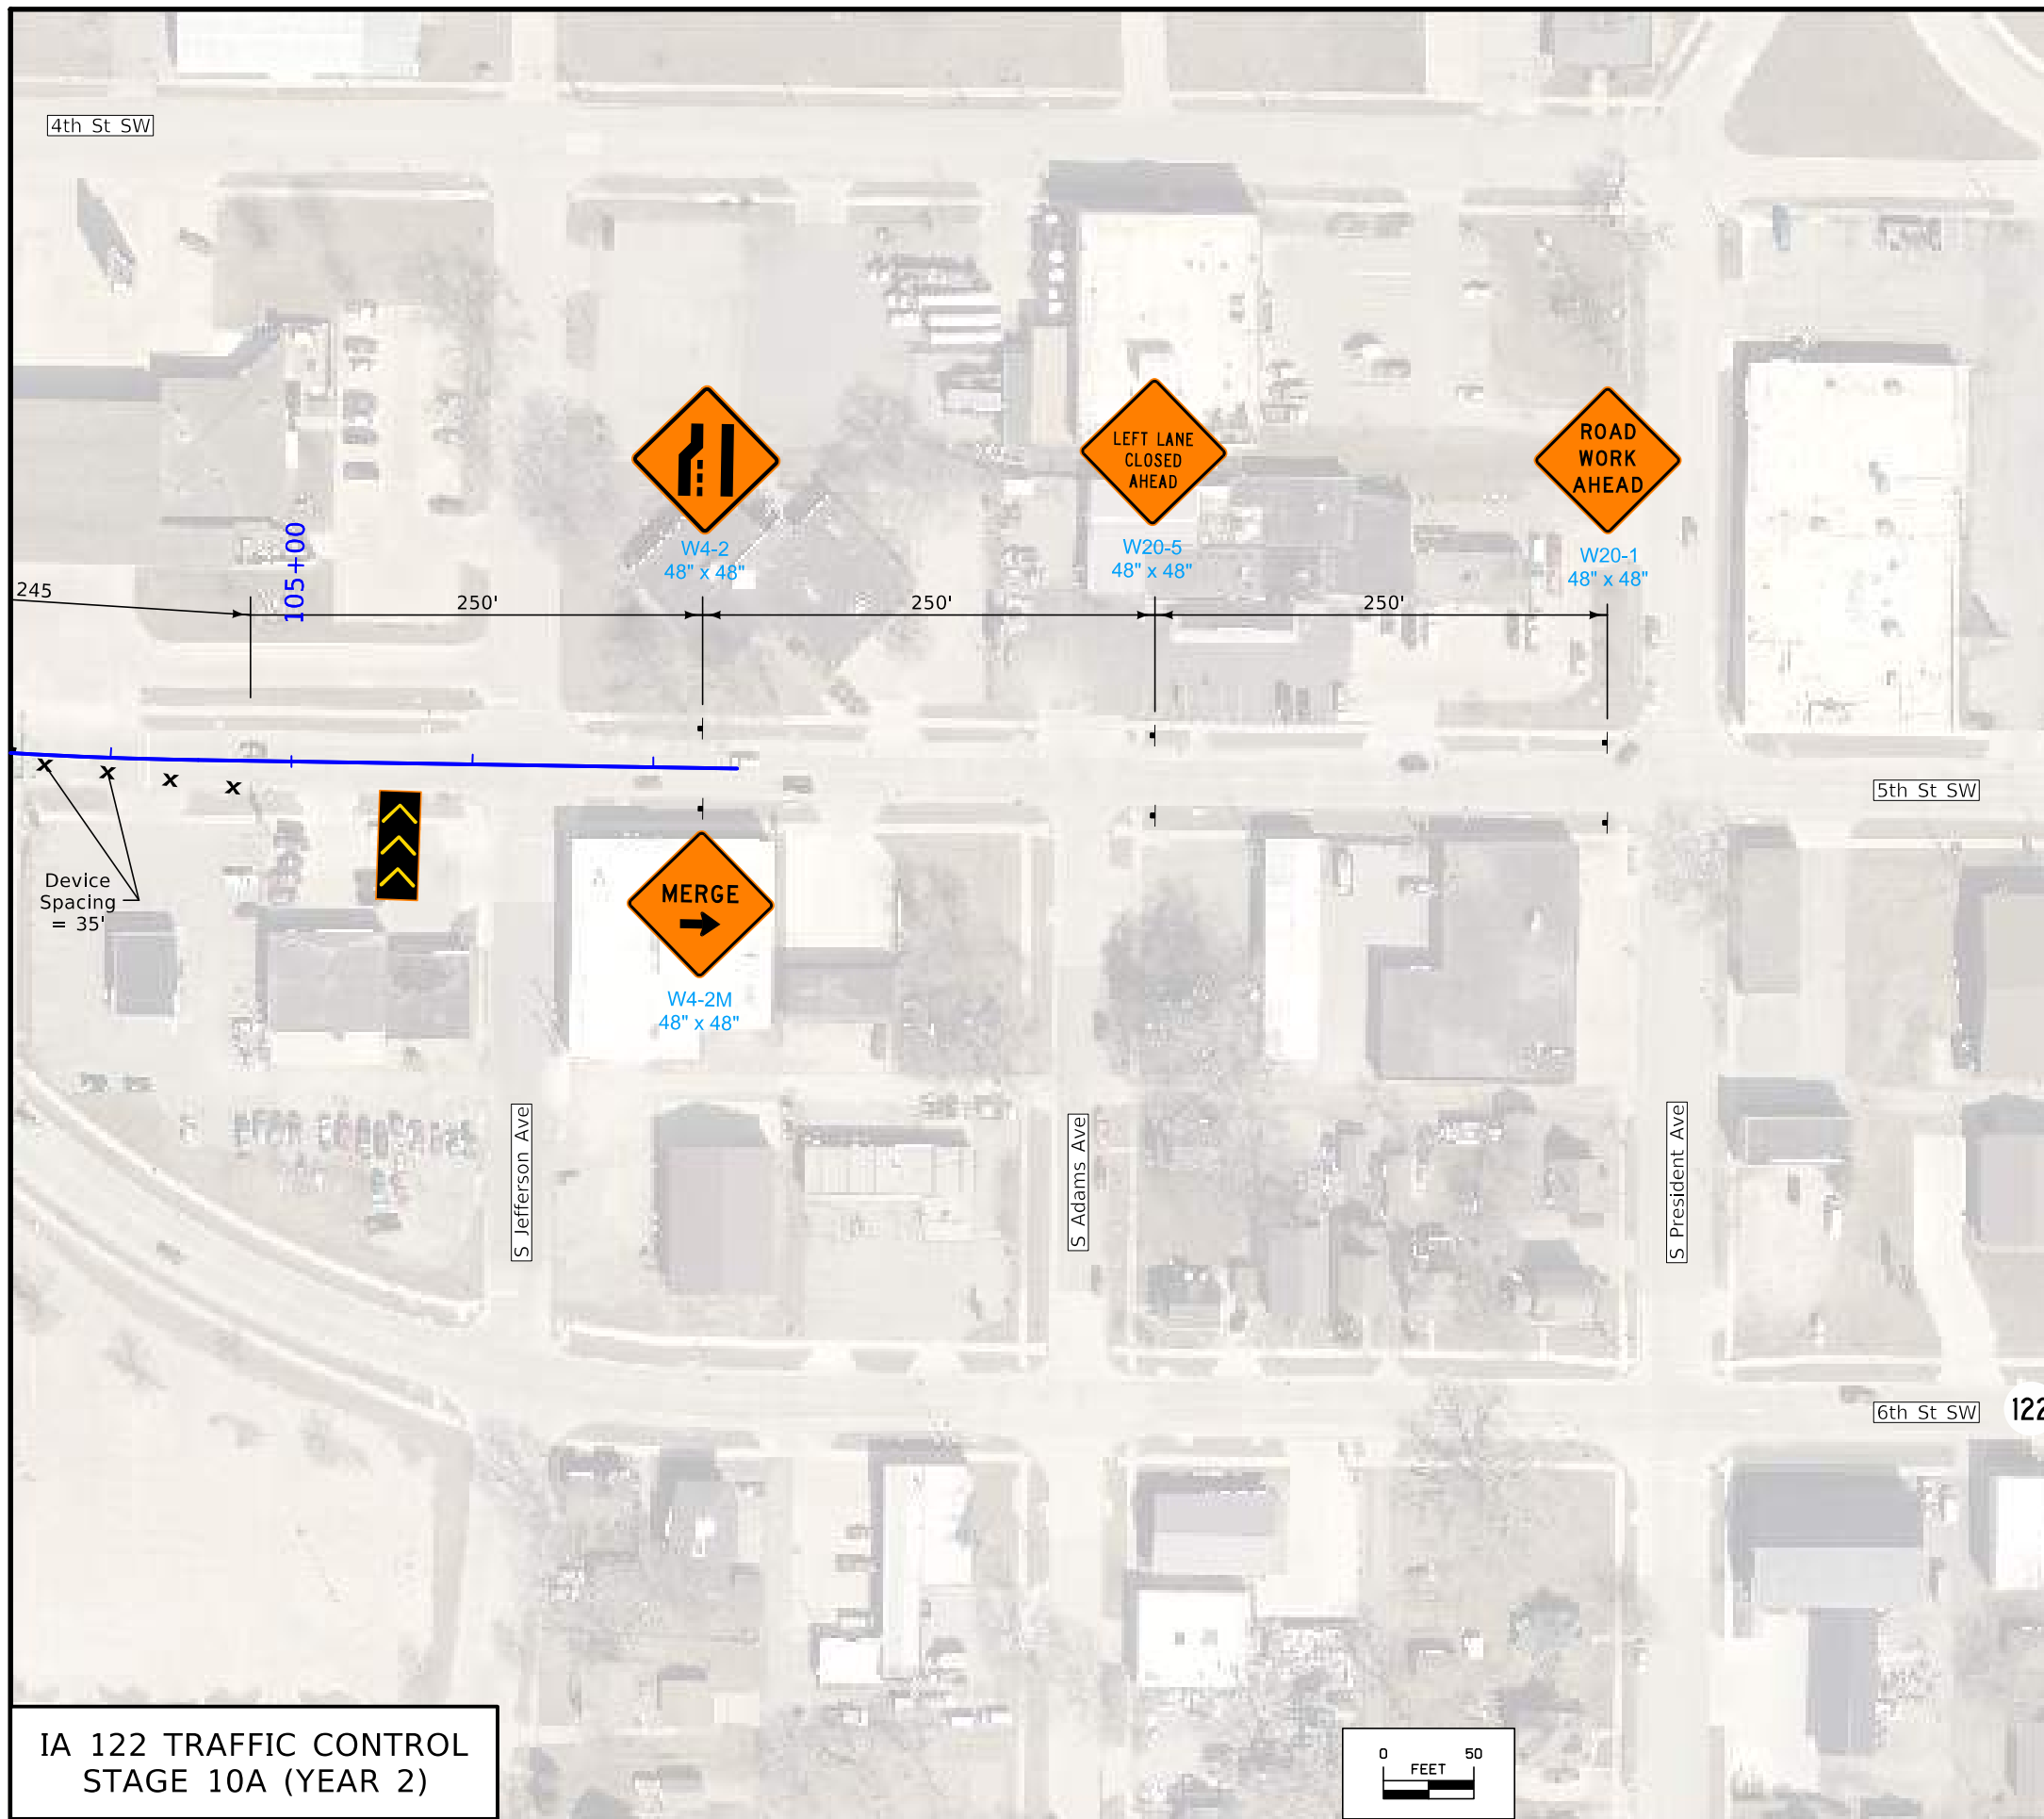 4th St SW
LEFT LANE
CLOSED
AHEAD
ROAD
WORK
AHEAD
W4-2
48" x 48"
W20-5
48" x 48"
W20-1
48" x 48"
105+00
245
250'
250'
250'
5th St SW
Device
Spacing
= 35'
MERGE
W4-2M
48" x 48"
S Jefferson Ave
S Adams Ave
S President Ave
6th St SW
122
IA 122 TRAFFIC CONTROL
STAGE 10A (YEAR 2)
0 50
FEET